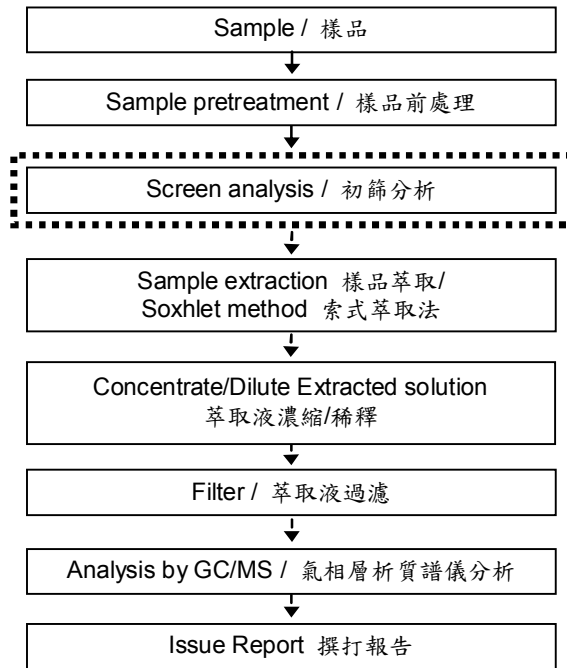 Sample / 樣品
Sample pretreatment / 樣品前處理
Screen analysis / 初篩分析
Sample extraction 樣品萃取/
Soxhlet method 索式萃取法
Concentrate/Dilute Extracted solution
萃取液濃縮/稀釋
Filter / 萃取液過濾
Analysis by GC/MS / 氣相層析質譜儀分析
Issue Report 撰打報告